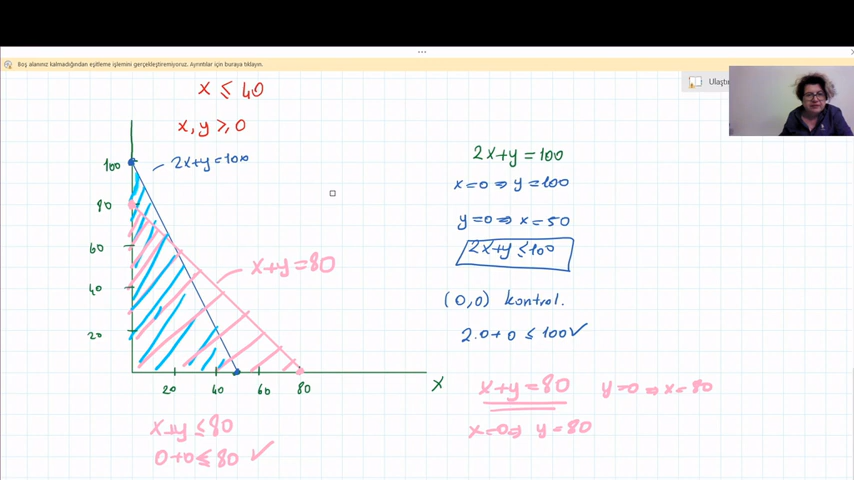 Boş alanınız kalmadığından eşitleme işlemini gerçekleştiremiyoruz. Ayrıntılar için buraya tıklayın.
Ulaştır
x ≤ 40
x, y ≥ 0
100
2x+y=100
80
60
x+y=80
40
20
20 40 60 80
x
x+y ≤ 80
0+0 ≤ 80 ✓
2x+y=100
x=0 ⇒ y=100
y=0 ⇒ x=50
2x+y ≤ 100
(0,0) kontrol.
2.0+0 ≤ 100 ✓
x+y=80 y=0 ⇒ x=80
x=0 ⇒ y=80